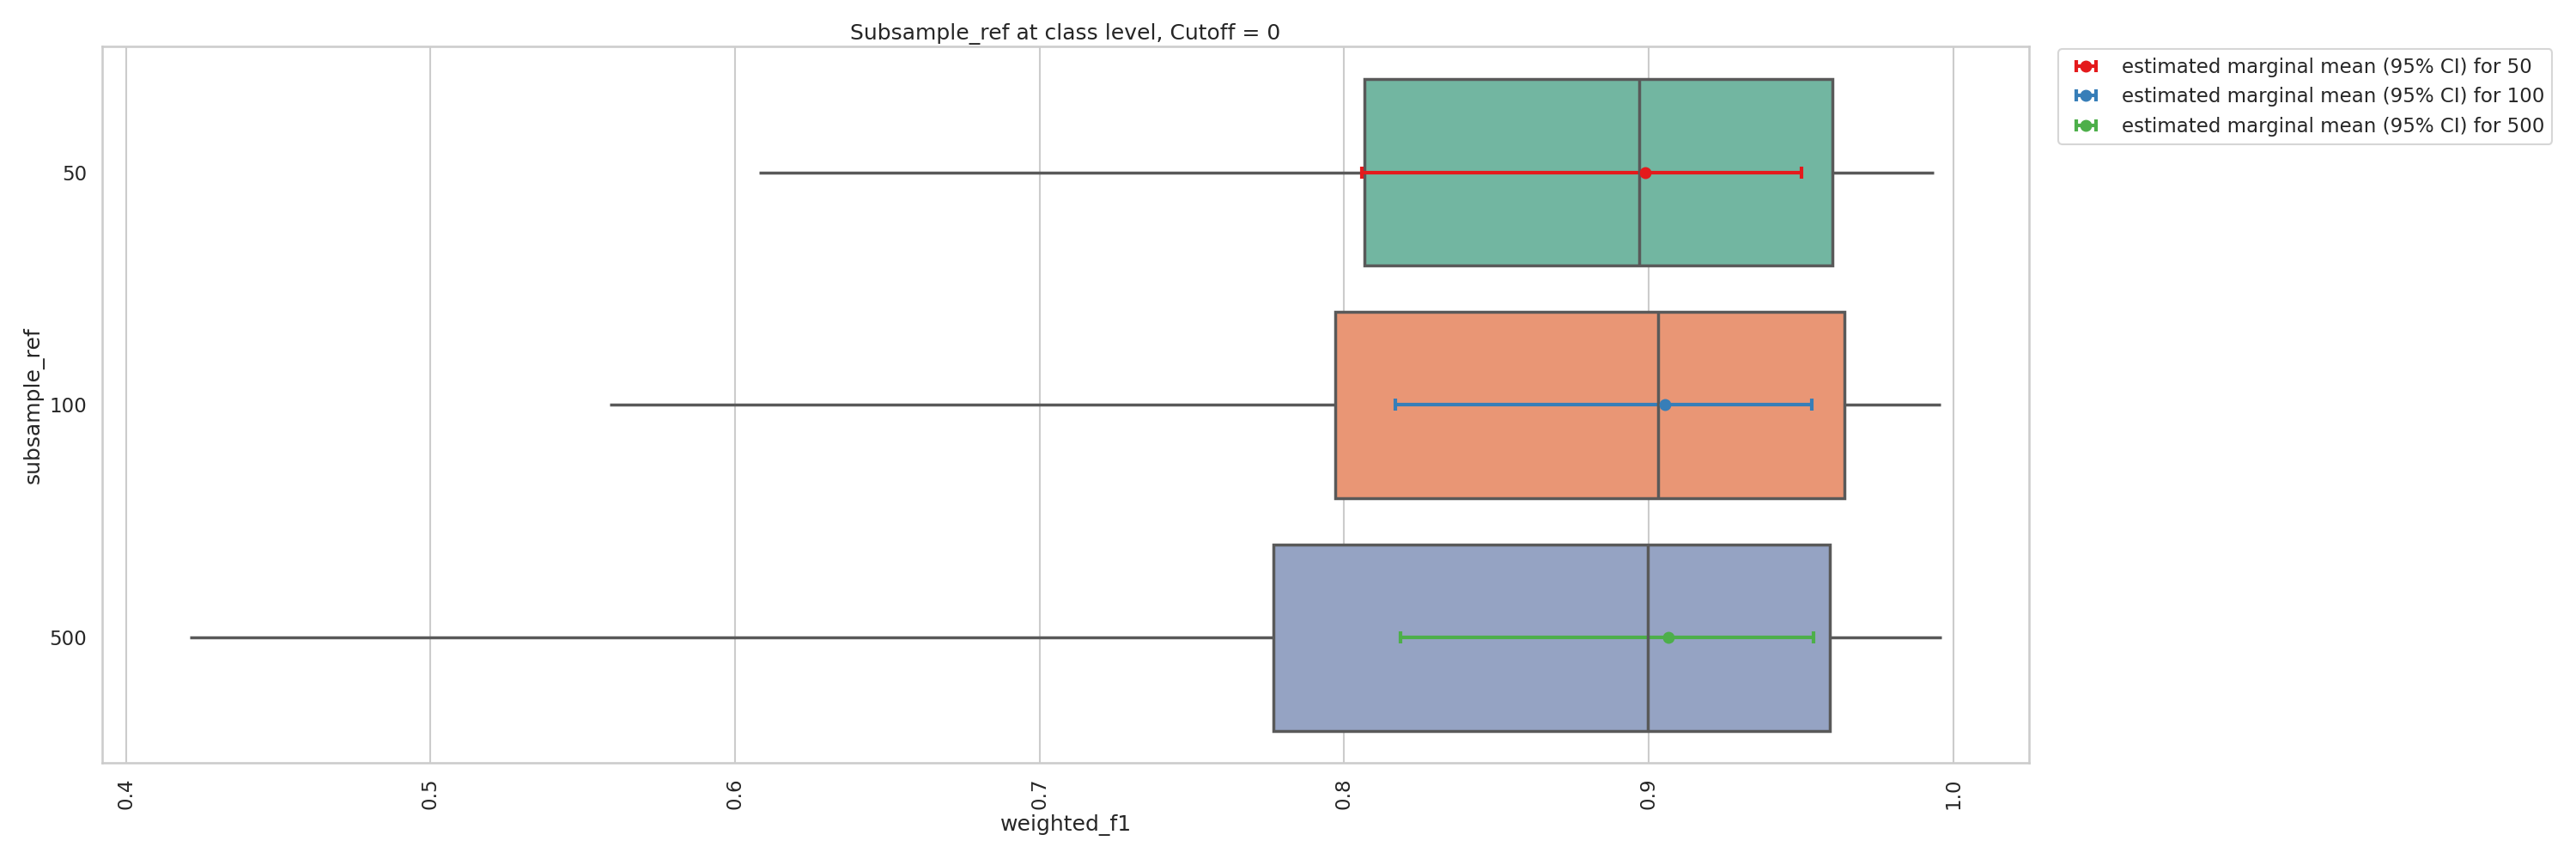 Subsample_ref at class level, Cutoff = 0
estimated marginal mean (95% CI) for 50
estimated marginal mean (95% CI) for 100
estimated marginal mean (95% CI) for 500
subsample_ref
50
100
500
0.4
0.5
0.6
0.7
0.8
0.9
1.0
weighted_f1